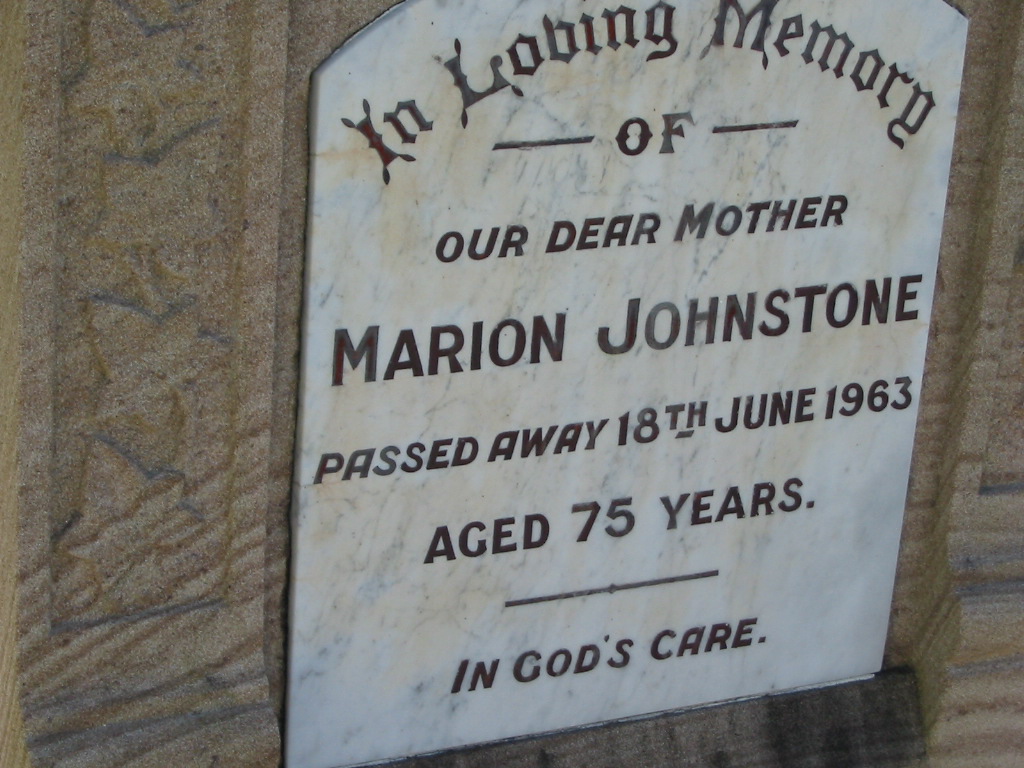 In Loving Memory
OF
OUR DEAR MOTHER
MARION JOHNSTONE
PASSED AWAY 18TH JUNE 1963
AGED 75 YEARS.
IN GOD'S CARE.